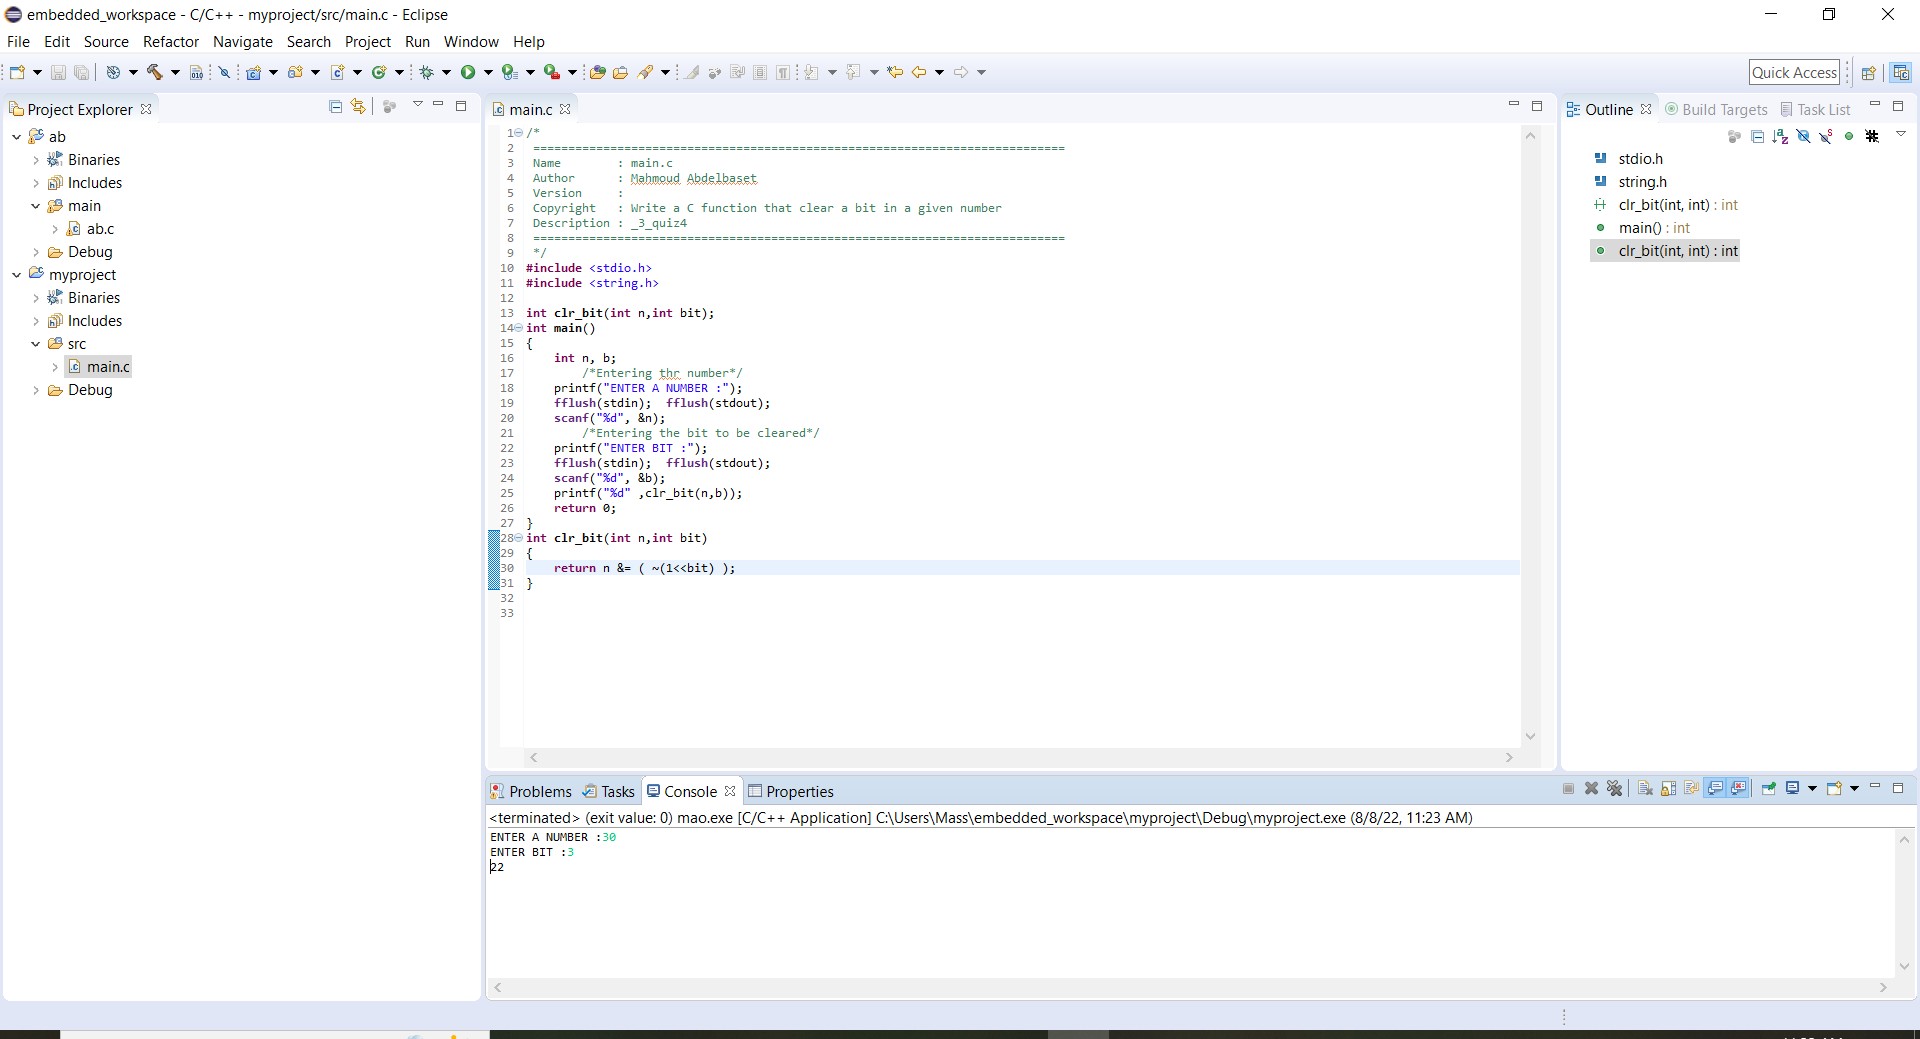 embedded_workspace - C/C++ - myproject/src/main.c - Eclipse
File Edit Source Refactor Navigate Search Project Run Window Help
Quick Access
Project Explorer
ab
Binaries
Includes
main
ab.c
Debug
myproject
Binaries
Includes
src
main.c
Debug
main.c
1 /*
2 ============================================================================
3 Name        : main.c
4 Author      : Mahmoud Abdelbaset
5 Version     :
6 Copyright   : Write a C function that clear a bit in a given number
7 Description : _3_quiz4
8 ============================================================================
9 */
10 #include <stdio.h>
11 #include <string.h>
12
13 int clr_bit(int n,int bit);
14 int main()
15 {
16     int n, b;
17         /*Entering thr number*/
18     printf("ENTER A NUMBER :");
19     fflush(stdin);  fflush(stdout);
20     scanf("%d", &n);
21         /*Entering the bit to be cleared*/
22     printf("ENTER BIT :");
23     fflush(stdin);  fflush(stdout);
24     scanf("%d", &b);
25     printf("%d" ,clr_bit(n,b));
26     return 0;
27 }
28 int clr_bit(int n,int bit)
29 {
30     return n &= ( ~(1<<bit) );
31 }
32
33
Outline Build Targets Task List
stdio.h
string.h
clr_bit(int, int) : int
main() : int
clr_bit(int, int) : int
Problems Tasks Console Properties
<terminated> (exit value: 0) mao.exe [C/C++ Application] C:\Users\Mass\embedded_workspace\myproject\Debug\myproject.exe (8/8/22, 11:23 AM)
ENTER A NUMBER :30
ENTER BIT :3
22